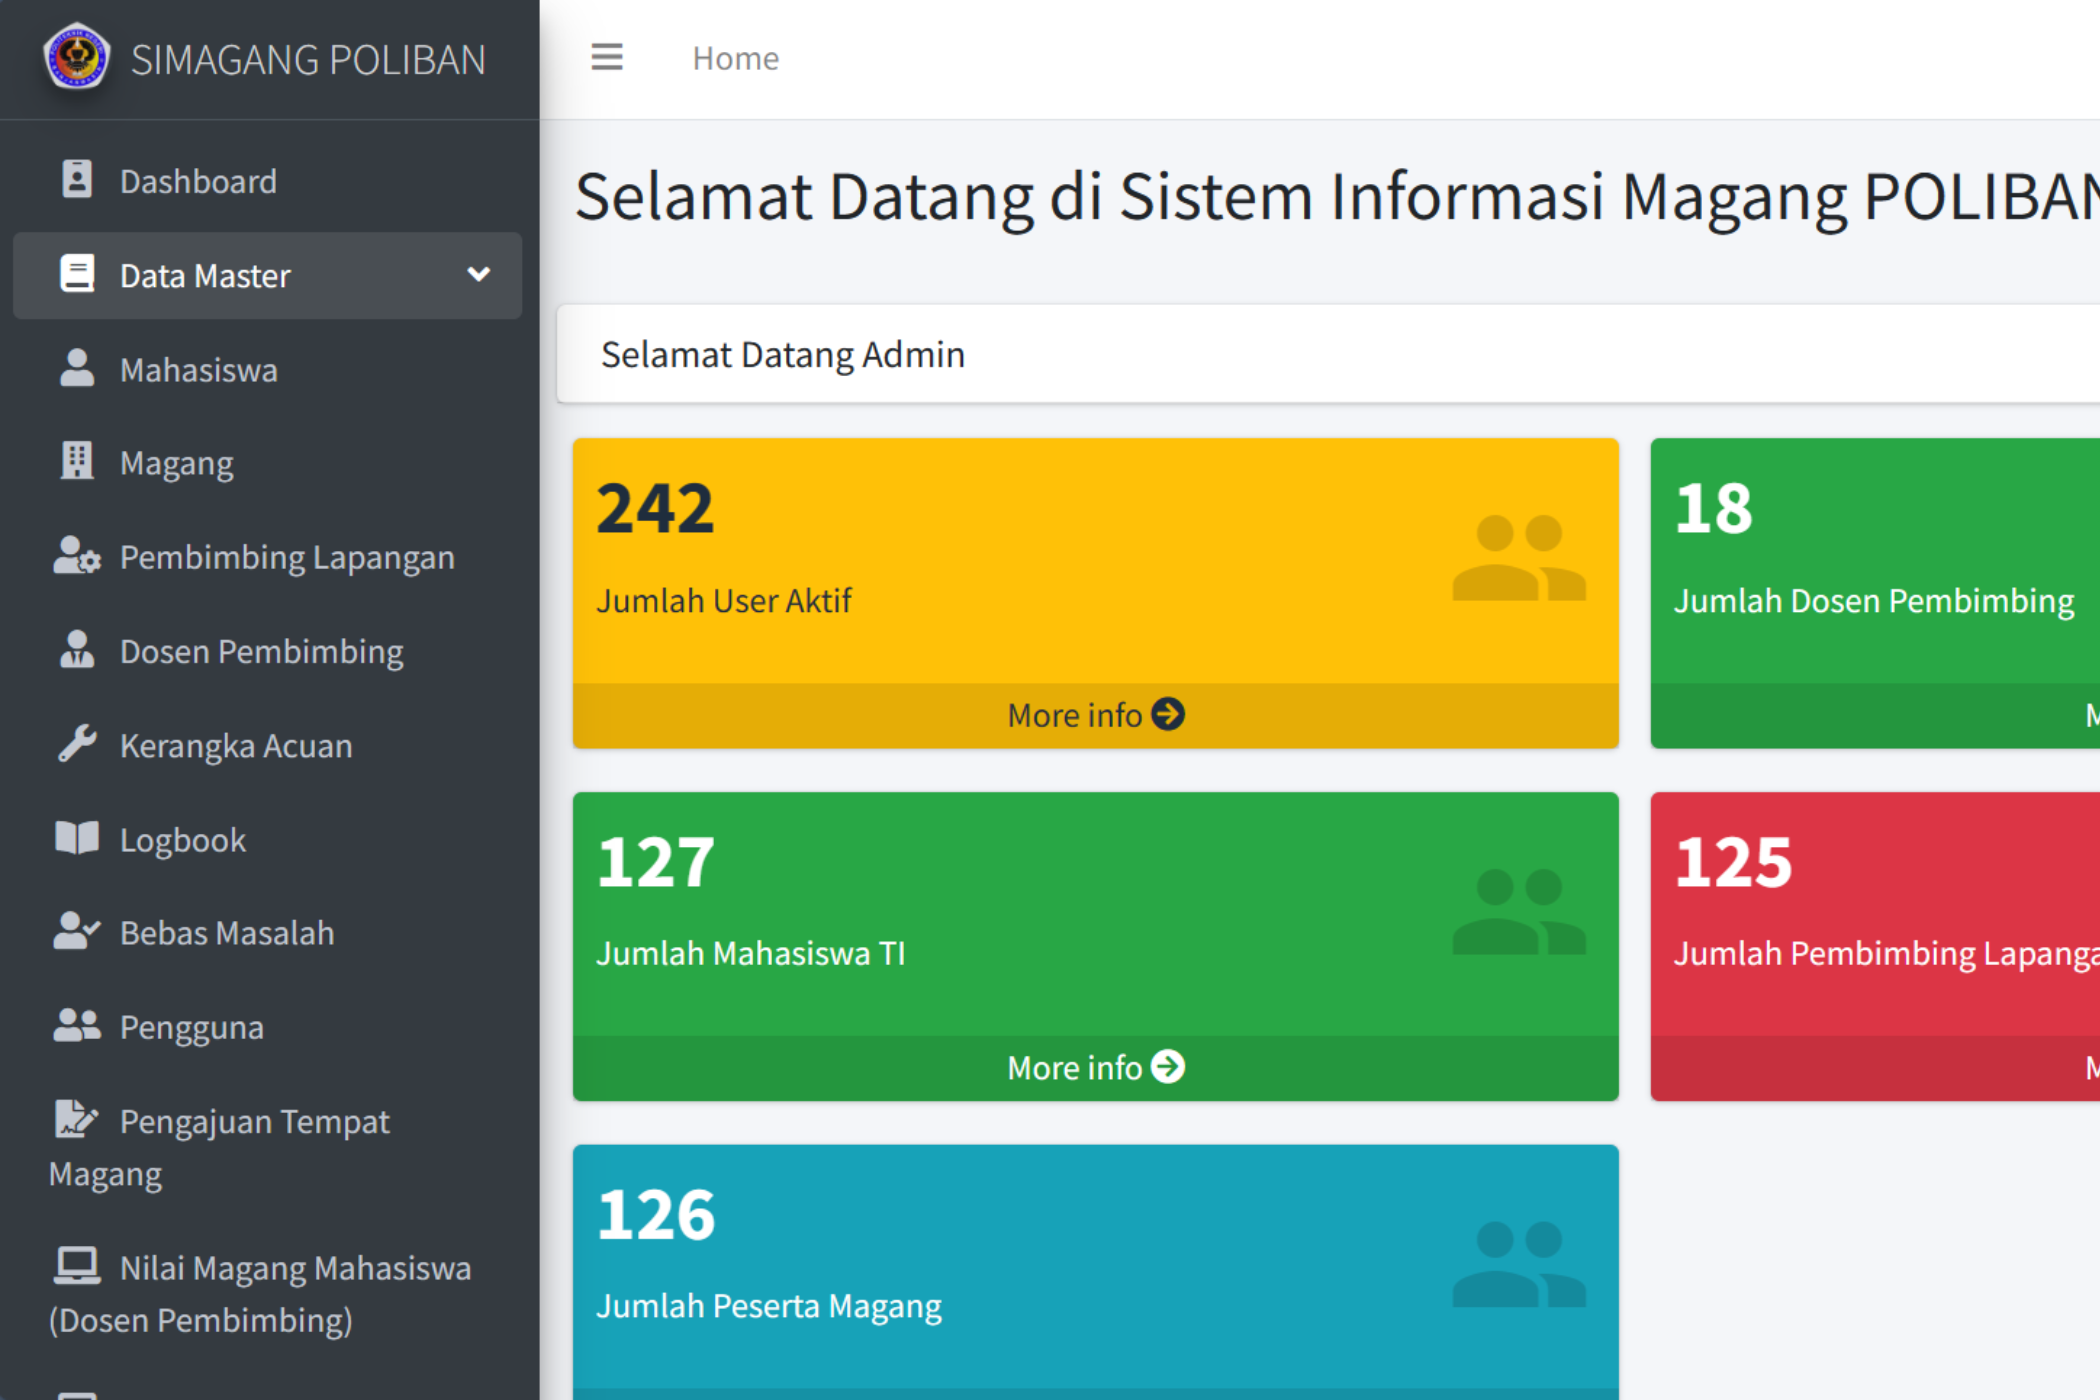 SIMAGANG POLIBAN
Dashboard
Data Master
Mahasiswa
Magang
Pembimbing Lapangan
Dosen Pembimbing
Kerangka Acuan
Logbook
Bebas Masalah
Pengguna
Pengajuan Tempat
Magang
Nilai Magang Mahasiswa
(Dosen Pembimbing)
Home
Selamat Datang di Sistem Informasi Magang POLIBAN
Selamat Datang Admin
242
Jumlah User Aktif
More info
18
Jumlah Dosen Pembimbing
127
Jumlah Mahasiswa TI
More info
125
Jumlah Pembimbing Lapanga
126
Jumlah Peserta Magang